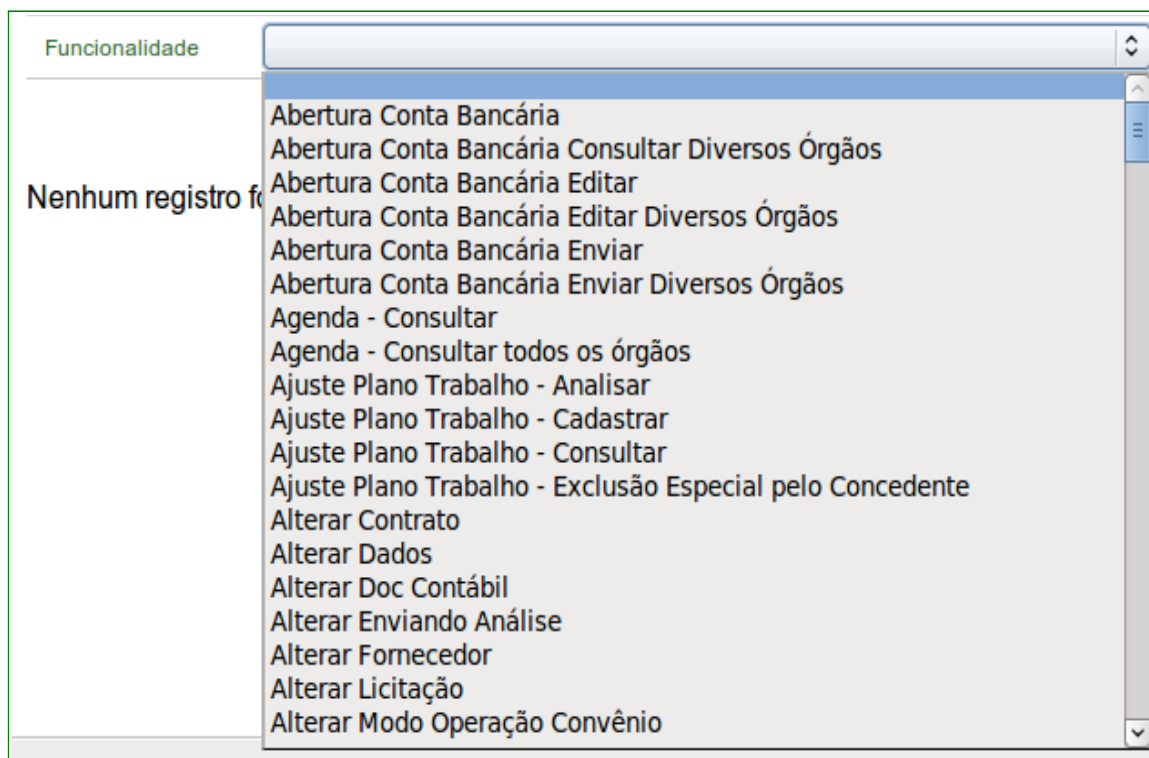 Funcionalidade
Abertura Conta Bancária
Abertura Conta Bancária Consultar Diversos Órgãos
Abertura Conta Bancária Editar
Nenhum registro
Abertura Conta Bancária Editar Diversos Órgãos
Abertura Conta Bancária Enviar
Abertura Conta Bancária Enviar Diversos Órgãos
Agenda - Consultar
Agenda - Consultar todos os órgãos
Ajuste Plano Trabalho - Analisar
Ajuste Plano Trabalho - Cadastrar
Ajuste Plano Trabalho - Consultar
Ajuste Plano Trabalho - Exclusão Especial pelo Concedente
Alterar Contrato
Alterar Dados
Alterar Doc Contábil
Alterar Enviando Análise
Alterar Fornecedor
Alterar Licitação
Alterar Modo Operação Convênio